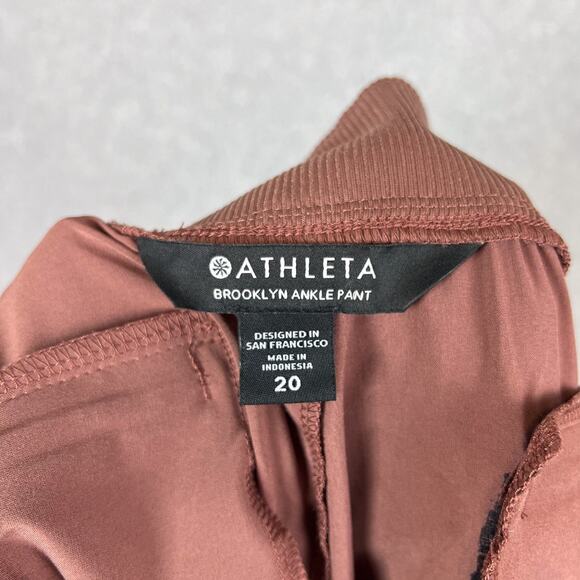 ATHLETA
BROOKLYN ANKLE PANT
DESIGNED IN
SAN FRANCISCO
MADE IN
INDONESIA
20